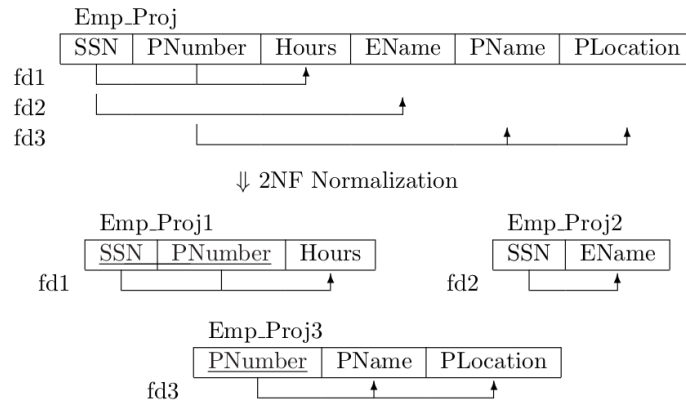 Emp_Proj
SSN PNumber Hours EName PName PLocation
fd1
fd2
fd3
⇓ 2NF Normalization
Emp_Proj1
SSN PNumber Hours
fd1
Emp_Proj2
SSN EName
fd2
Emp_Proj3
PNumber PName PLocation
fd3